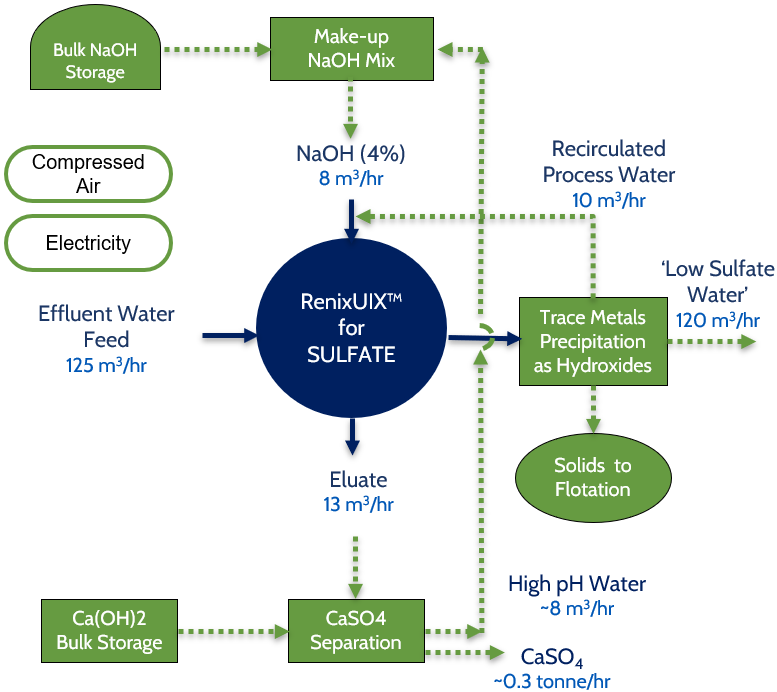 Bulk NaOH
Storage
Make-up
NaOH Mix
Compressed
Air
NaOH (4%)
8 m³/hr
Recirculated
Process Water
10 m³/hr
Electricity
‘Low Sulfate
Water’
120 m³/hr
Effluent Water
Feed
125 m³/hr
RenixUIX™
for
SULFATE
Trace Metals
Precipitation
as Hydroxides
Eluate
13 m³/hr
Solids to
Flotation
High pH Water
~8 m³/hr
Ca(OH)2
Bulk Storage
CaSO4
Separation
CaSO₄
~0.3 tonne/hr